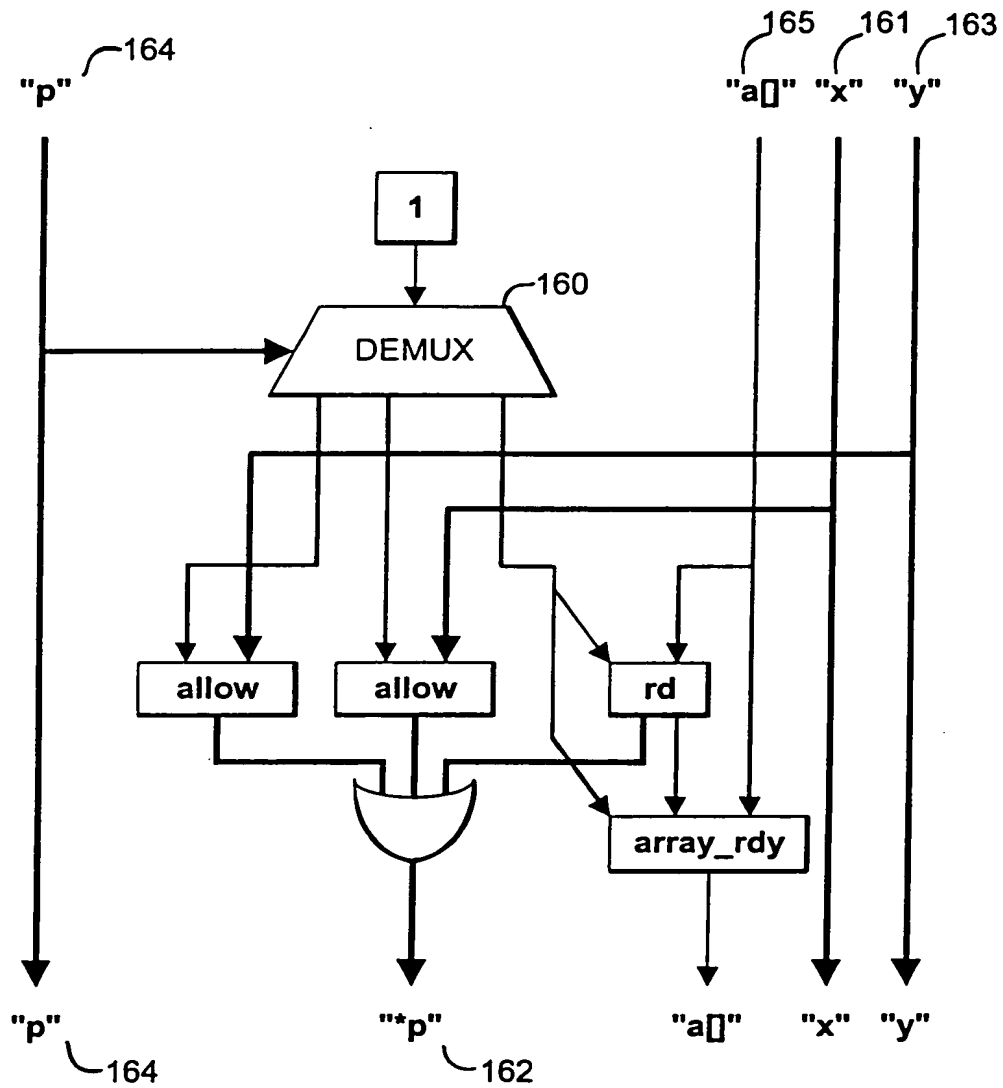 165 161 163
164
"p" "a[]" "x" "y"
1
160
DEMUX
allow allow rd
array_rdy
"p" "*p" "a[]" "x" "y"
164 162